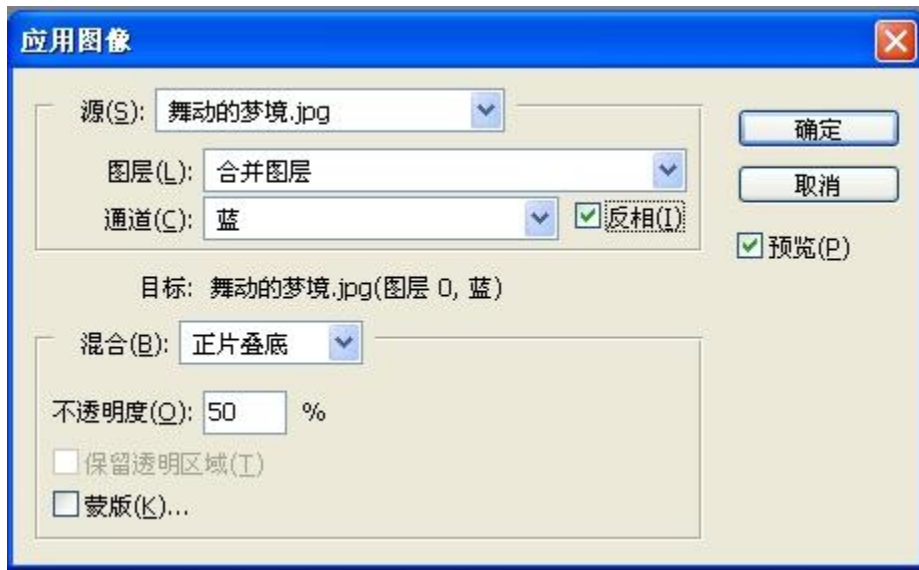 应用图像
源(S): 舞动的梦境.jpg
确定
图层(L): 合并图层
取消
通道(C): 蓝 反相(I)
预览(P)
目标: 舞动的梦境.jpg(图层 0, 蓝)
混合(B): 正片叠底
不透明度(O): 50 %
保留透明区域(T)
蒙版(K)...